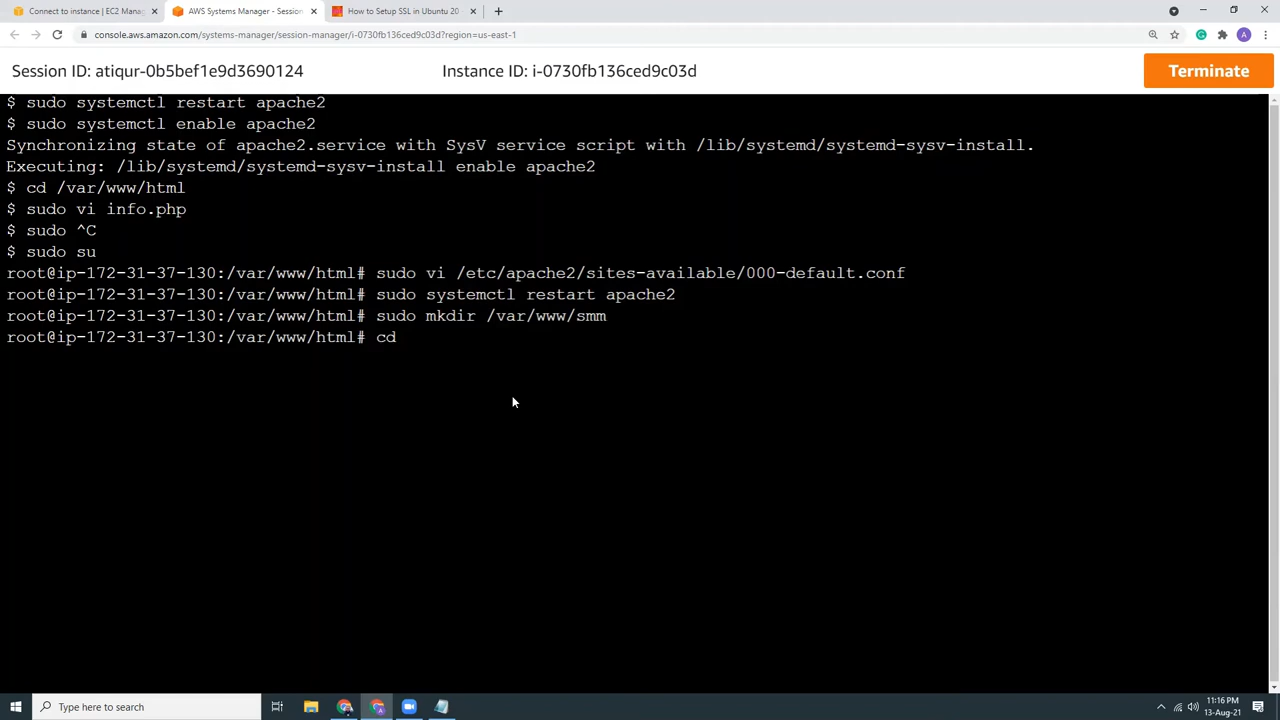 Connect to instance | EC2 Manag
AWS Systems Manager - Session
How to Setup SSL in Ubuntu 20
console.aws.amazon.com/systems-manager/session-manager/i-0730fb136ced9c03d?region=us-east-1
A
Session ID: atiqur-0b5bef1e9d3690124
Instance ID: i-0730fb136ced9c03d
Terminate
$ sudo systemctl restart apache2
$ sudo systemctl enable apache2
Synchronizing state of apache2.service with SysV service script with /lib/systemd/systemd-sysv-install.
Executing: /lib/systemd/systemd-sysv-install enable apache2
$ cd /var/www/html
$ sudo vi info.php
$ sudo ^C
$ sudo su
root@ip-172-31-37-130:/var/www/html# sudo vi /etc/apache2/sites-available/000-default.conf
root@ip-172-31-37-130:/var/www/html# sudo systemctl restart apache2
root@ip-172-31-37-130:/var/www/html# sudo mkdir /var/www/smm
root@ip-172-31-37-130:/var/www/html# cd
Type here to search
11:16 PM
13-Aug-21